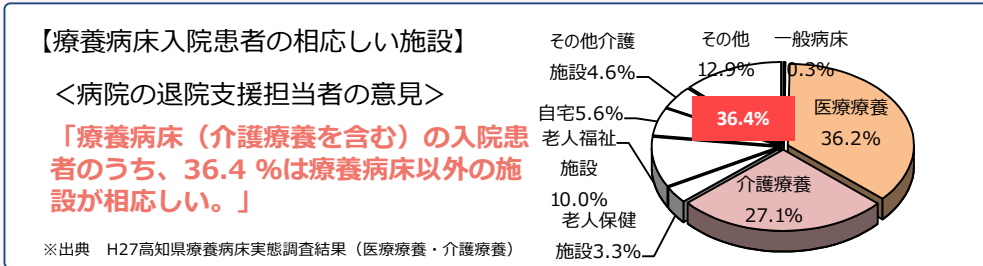 【療養病床入院患者の相応しい施設】
＜病院の退院支援担当者の意見＞
「療養病床（介護療養を含む）の入院患
者のうち、36.4 %は療養病床以外の施
設が相応しい。」
※出典　H27高知県療養病床実態調査結果（医療療養・介護療養）
その他介護
施設4.6%
その他
12.9%
一般病床
0.3%
医療療養
36.2%
36.4%
自宅5.6%
老人福祉
施設
10.0%
介護療養
27.1%
老人保健
施設3.3%